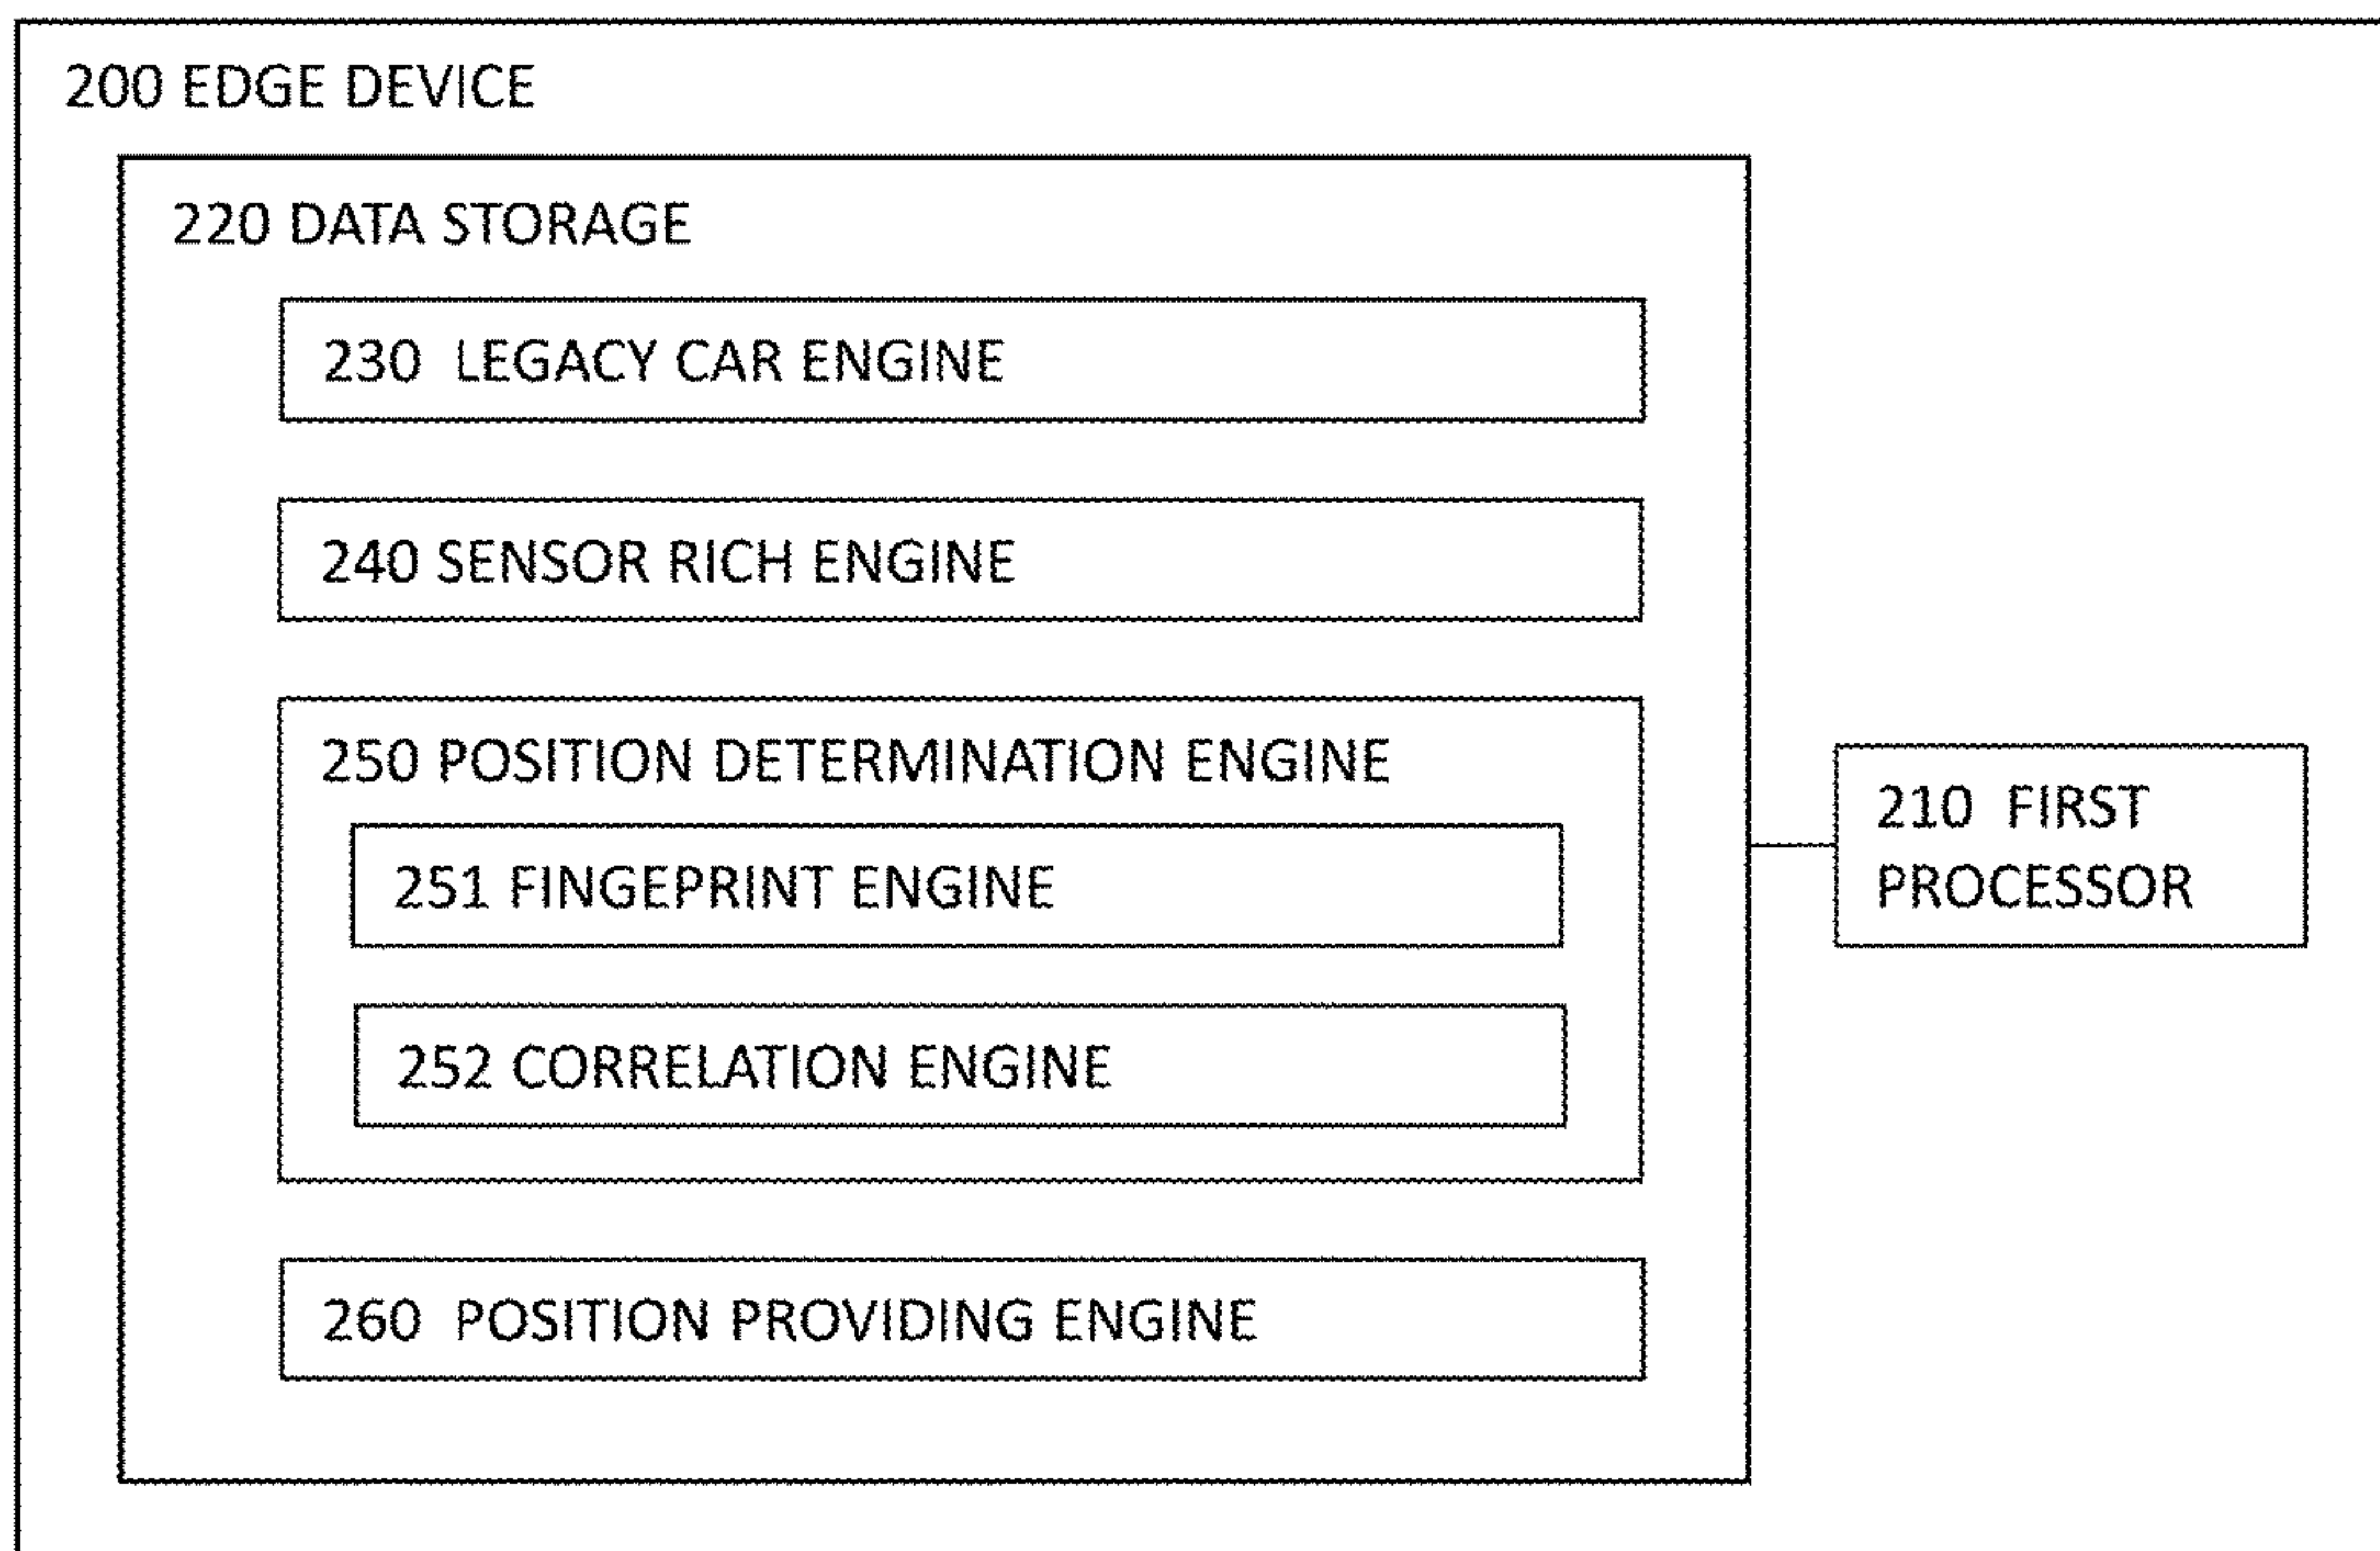 200 EDGE DEVICE
220 DATA STORAGE
230 LEGACY CAR ENGINE
240 SENSOR RICH ENGINE
250 POSITION DETERMINATION ENGINE
251 FINGEPRINT ENGINE
252 CORRELATION ENGINE
260 POSITION PROVIDING ENGINE
210 FIRST
PROCESSOR